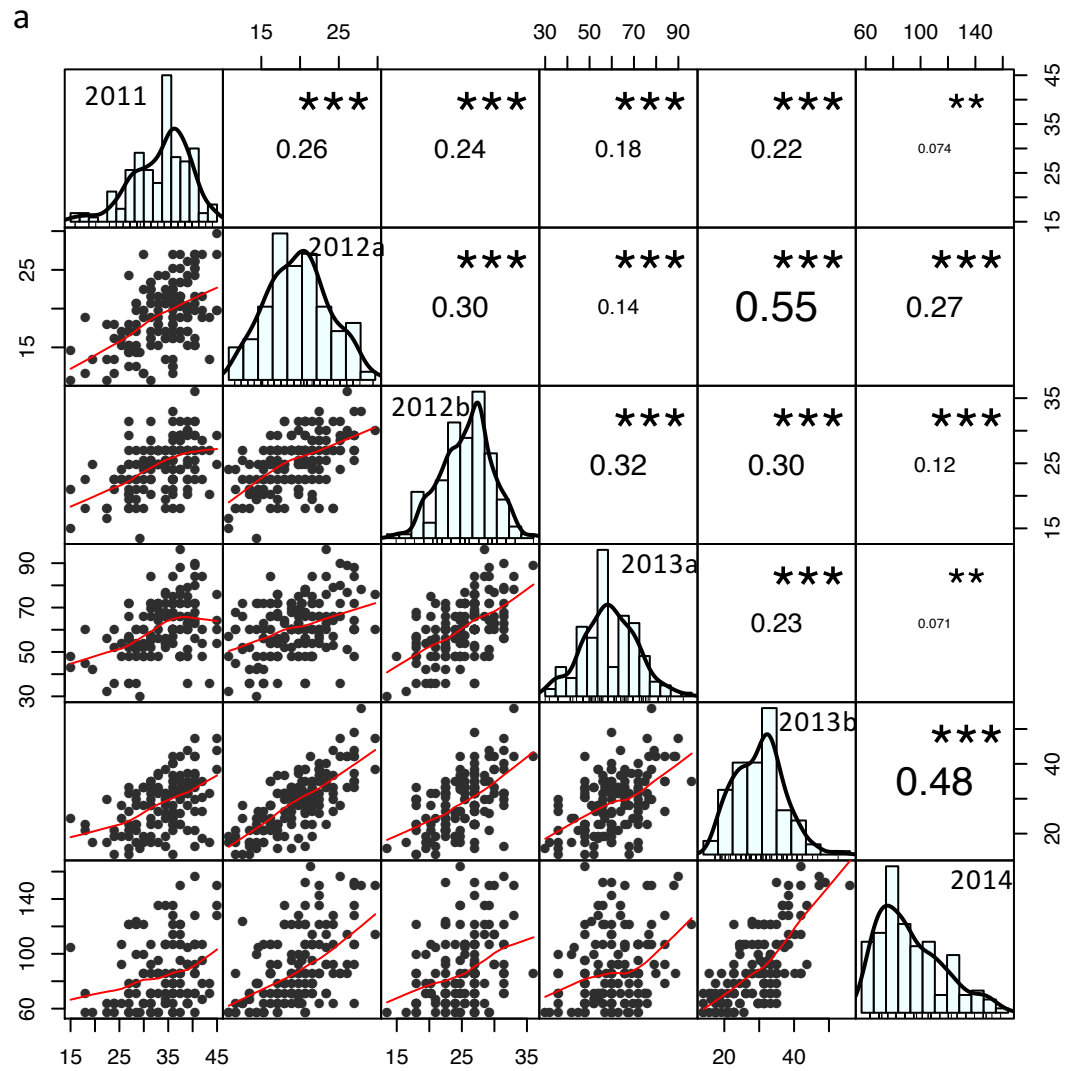 a
15 25 30 50 70 90 60 100 140
2011 *** *** *** *** **
0.26 0.24 0.18 0.22 0.074
15 25 35 45
2012a *** *** *** ***
0.30 0.14 0.55 0.27
15 25
2012b *** *** ***
0.32 0.30 0.12
15 25 35
2013a *** **
0.23 0.071
30 50 70 90
2013b ***
0.48
20 40
2014
60 100 140
15 25 35 45 15 25 35 20 40